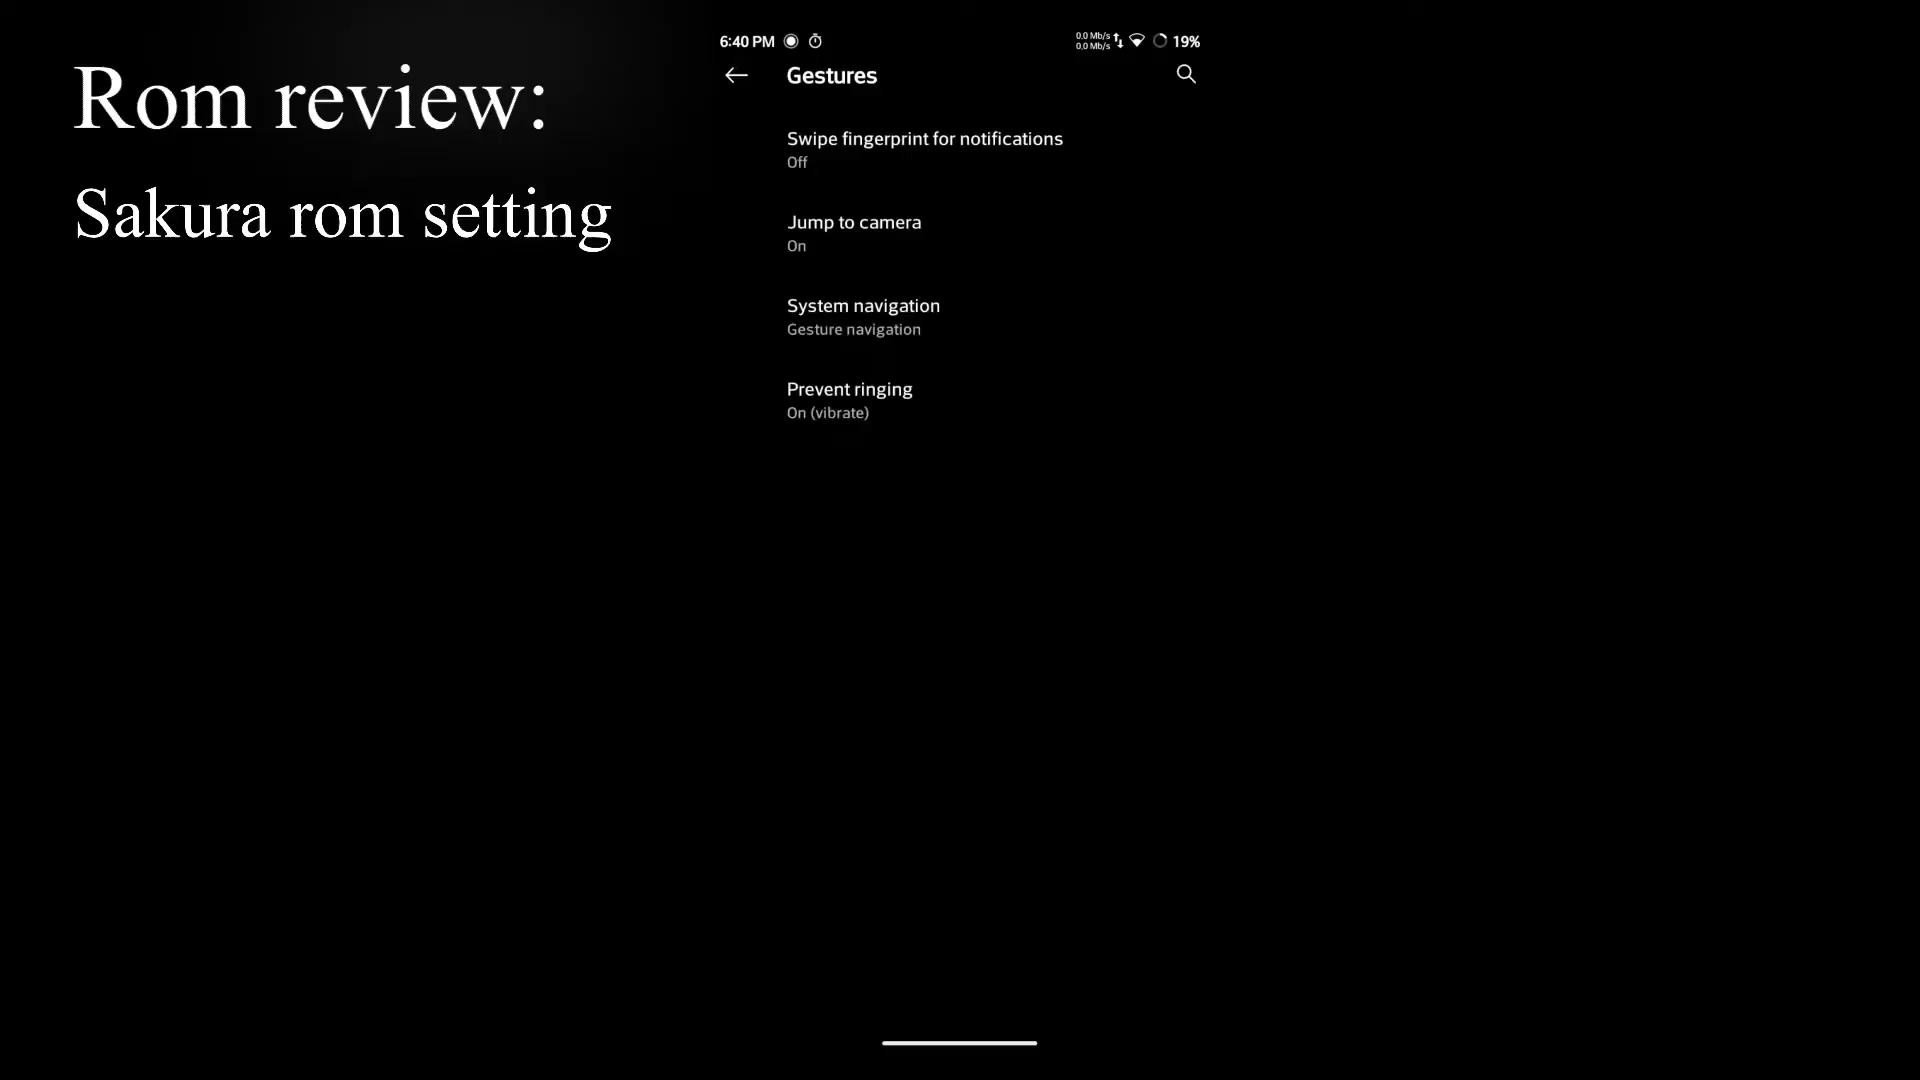 Rom review:
Sakura rom setting
6:40 PM
0.0 Mb/s
0.0 Mb/s
19%
Gestures
Swipe fingerprint for notifications
Off
Jump to camera
On
System navigation
Gesture navigation
Prevent ringing
On (vibrate)